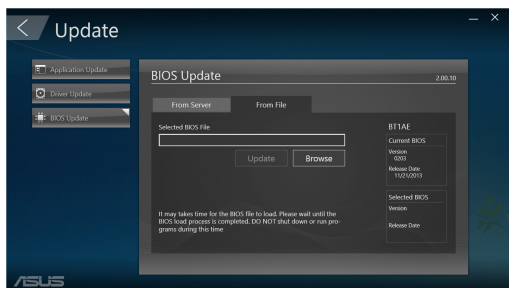 Update
Application Update
Driver Update
BIOS Update
BIOS Update
2.00.10
From Server
From File
Selected BIOS File
Update
Browse
It may takes time for the BIOS file to load. Please wait until the
BIOS load process is completed. DO NOT shut down or run pro-
grams during this time
BT1AE
Current BIOS
Version
0203
Release Date
11/21/2013
Selected BIOS
Version
Release Date
ASUS